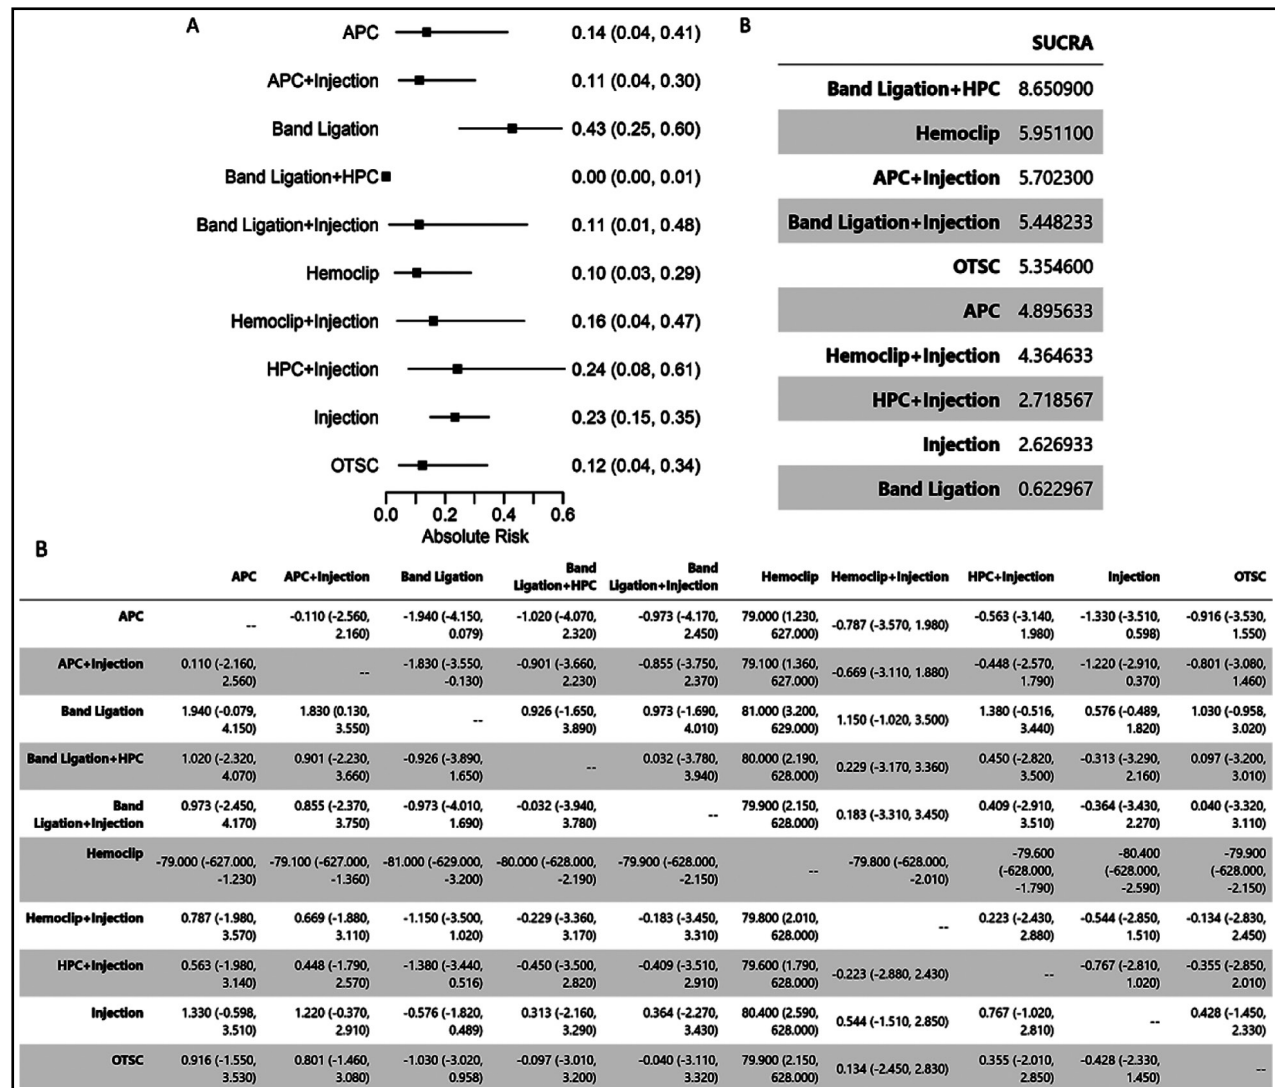 A
B
APC 0.14 (0.04, 0.41)
APC+Injection 0.11 (0.04, 0.30)
Band Ligation 0.43 (0.25, 0.60)
Band Ligation+HPC 0.00 (0.00, 0.01)
Band Ligation+Injection 0.11 (0.01, 0.48)
Hemoclip 0.10 (0.03, 0.29)
Hemoclip+Injection 0.16 (0.04, 0.47)
HPC+Injection 0.24 (0.08, 0.61)
Injection 0.23 (0.15, 0.35)
OTSC 0.12 (0.04, 0.34)
0.0 0.2 0.4 0.6
Absolute Risk
SUCRA
Band Ligation+HPC 8.650900
Hemoclip 5.951100
APC+Injection 5.702300
Band Ligation+Injection 5.448233
OTSC 5.354600
APC 4.895633
Hemoclip+Injection 4.364633
HPC+Injection 2.718567
Injection 2.626933
Band Ligation 0.622967
B
Band Band
APC APC+Injection Band Ligation Ligation+HPC Ligation+Injection Hemoclip Hemoclip+Injection HPC+Injection Injection OTSC
APC -0.110 (-2.560, -1.940 (-4.150, -1.020 (-4.070, -0.973 (-4.170, 79.000 (1.230, -0.563 (-3.140, -1.330 (-3.510, -0.916 (-3.530,
-- 2.160) 0.079) 2.320) 2.450) 627.000) -0.787 (-3.570, 1.980) 1.980) 0.598) 1.550)
APC+Injection 0.110 (-2.160, -1.830 (-3.550, -0.901 (-3.660, -0.855 (-3.750, 79.100 (1.360, -0.448 (-2.570, -1.220 (-2.910, -0.801 (-3.080,
2.560) -- -0.130) 2.230) 2.370) 627.000) -0.669 (-3.110, 1.880) 1.790) 0.370) 1.460)
Band Ligation 1.940 (-0.079, 1.830 (0.130, 0.926 (-1.650, 0.973 (-1.690, 81.000 (3.200, 1.380 (-0.516, 0.576 (-0.489, 1.030 (-0.958,
4.150) 3.550) -- 3.890) 4.010) 629.000) 1.150 (-1.020, 3.500) 3.440) 1.820) 3.020)
Band Ligation+HPC 1.020 (-2.320, 0.901 (-2.230, -0.926 (-3.890, 0.032 (-3.780, 80.000 (2.190, 0.450 (-2.820, -0.313 (-3.290, 0.097 (-3.200,
4.070) 3.660) 1.650) -- 3.940) 628.000) 0.229 (-3.170, 3.360) 3.500) 2.160) 3.010)
Band 0.973 (-2.450, 0.855 (-2.370, -0.973 (-4.010, -0.032 (-3.940, 79.900 (2.150, 0.409 (-2.910, -0.364 (-3.430, 0.040 (-3.320,
Ligation+Injection 4.170) 3.750) 1.690) 3.780) -- 628.000) 0.183 (-3.310, 3.450) 3.510) 2.270) 3.110)
Hemoclip -79.600 -80.400 -79.900
-79.000 (-627.000, -79.100 (-627.000, -81.000 (-629.000, -80.000 (-628.000, -79.900 (-628.000, -- -79.800 (-628.000, (-628.000, (-628.000, (-628.000,
-1.230) -1.360) -3.200) -2.190) -2.150) -2.010) -1.790) -2.590) -2.150)
Hemoclip+Injection 0.787 (-1.980, 0.669 (-1.880, -1.150 (-3.500, -0.229 (-3.360, -0.183 (-3.450, 79.800 (2.010, 0.223 (-2.430, -0.544 (-2.850, -0.134 (-2.830,
3.570) 3.110) 1.020) 3.170) 3.310) 628.000) -- 2.880) 1.510) 2.450)
HPC+Injection 0.563 (-1.980, 0.448 (-1.790, -1.380 (-3.440, -0.450 (-3.500, -0.409 (-3.510, 79.600 (1.790, -0.767 (-2.810, -0.355 (-2.850,
3.140) 2.570) 0.516) 2.820) 2.910) 628.000) -0.223 (-2.880, 2.430) -- 1.020) 2.010)
Injection 1.330 (-0.598, 1.220 (-0.370, -0.576 (-1.820, 0.313 (-2.160, 0.364 (-2.270, 80.400 (2.590, 0.767 (-1.020, 0.428 (-1.450,
3.510) 2.910) 0.489) 3.290) 3.430) 628.000) 0.544 (-1.510, 2.850) 2.810) -- 2.330)
OTSC 0.916 (-1.550, 0.801 (-1.460, -1.030 (-3.020, -0.097 (-3.010, -0.040 (-3.110, 79.900 (2.150, 0.355 (-2.010, -0.428 (-2.330,
3.530) 3.080) 0.958) 3.200) 3.320) 628.000) 0.134 (-2.450, 2.830) 2.850) 1.450) --